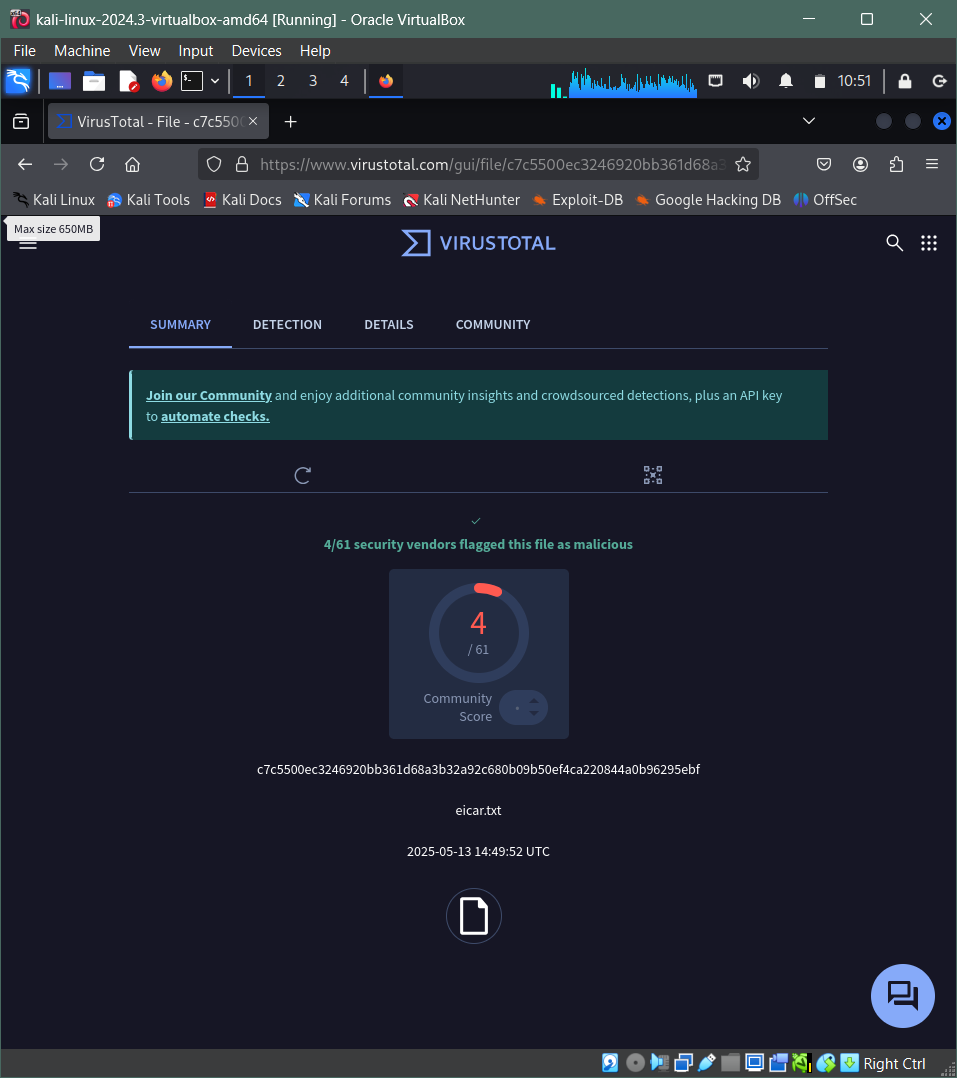 kali-linux-2024.3-virtualbox-amd64 [Running] - Oracle VirtualBox
File Machine View Input Devices Help
1 2 3 4 10:51
VirusTotal - File - c7c5500
https://www.virustotal.com/gui/file/c7c5500ec3246920bb361d68a3
Kali Linux Kali Tools Kali Docs Kali Forums Kali NetHunter Exploit-DB Google Hacking DB OffSec
Max size 650MB
VIRUSTOTAL
SUMMARY DETECTION DETAILS COMMUNITY
Join our Community and enjoy additional community insights and crowdsourced detections, plus an API key
to automate checks.
4/61 security vendors flagged this file as malicious
4
/ 61
Community
Score
c7c5500ec3246920bb361d68a3b32a92c680b09b50ef4ca220844a0b96295ebf
eicar.txt
2025-05-13 14:49:52 UTC
Right Ctrl